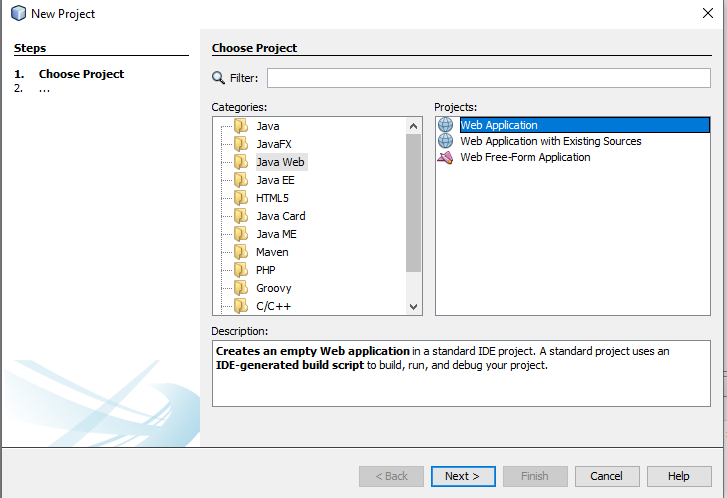 New Project
Steps
1. Choose Project
2. ...
Choose Project
Filter:
Categories:
Java
JavaFX
Java Web
Java EE
HTML5
Java Card
Java ME
Maven
PHP
Groovy
C/C++
Projects:
Web Application
Web Application with Existing Sources
Web Free-Form Application
Description:
Creates an empty Web application in a standard IDE project. A standard project uses an
IDE-generated build script to build, run, and debug your project.
< Back
Next >
Finish
Cancel
Help